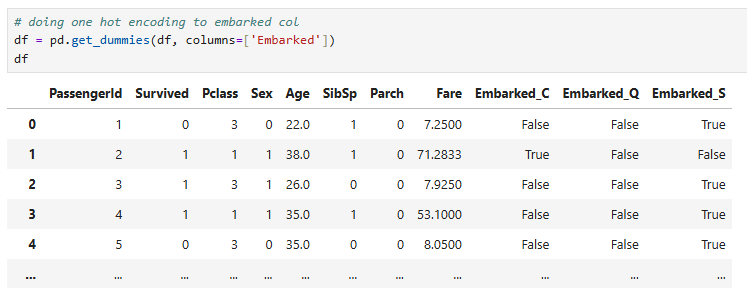 # doing one hot encoding to embarked col
df = pd.get_dummies(df, columns=['Embarked'])
df
PassengerId Survived Pclass Sex Age SibSp Parch Fare Embarked_C Embarked_Q Embarked_S
0 1 0 3 0 22.0 1 0 7.2500 False False True
1 2 1 1 1 38.0 1 0 71.2833 True False False
2 3 1 3 1 26.0 0 0 7.9250 False False True
3 4 1 1 1 35.0 1 0 53.1000 False False True
4 5 0 3 0 35.0 0 0 8.0500 False False True
... ... ... ... ... ... ... ... ... ... ... ...